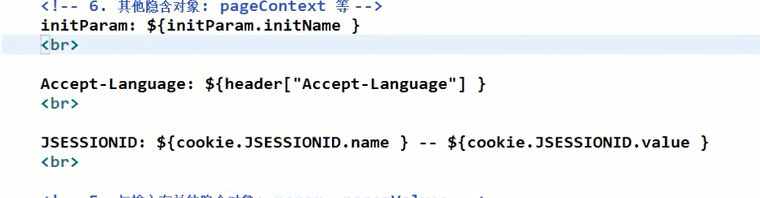 <!-- 6. 其他隐含对象: pageContext 等 -->
initParam: ${initParam.initName }
<br>
Accept-Language: ${header["Accept-Language"] }
<br>
JSESSIONID: ${cookie.JSESSIONID.name } -- ${cookie.JSESSIONID.value }
<br>